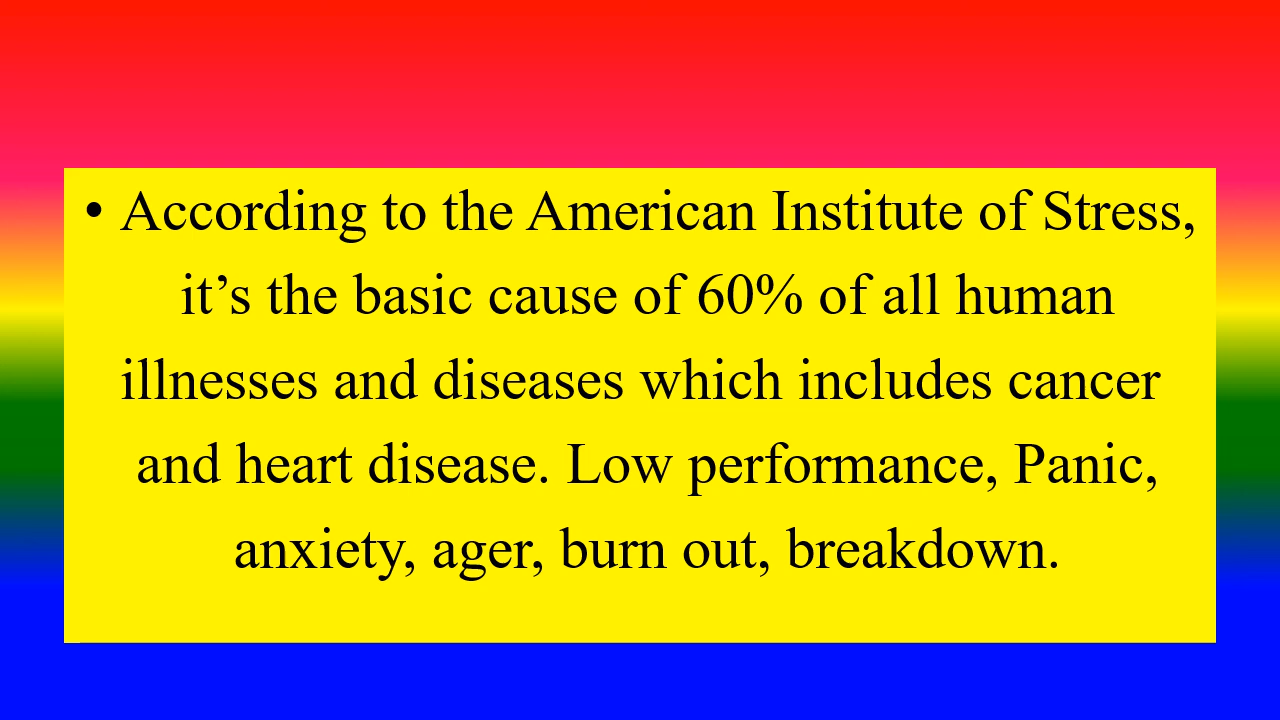 • According to the American Institute of Stress,
it’s the basic cause of 60% of all human
illnesses and diseases which includes cancer
and heart disease. Low performance, Panic,
anxiety, ager, burn out, breakdown.